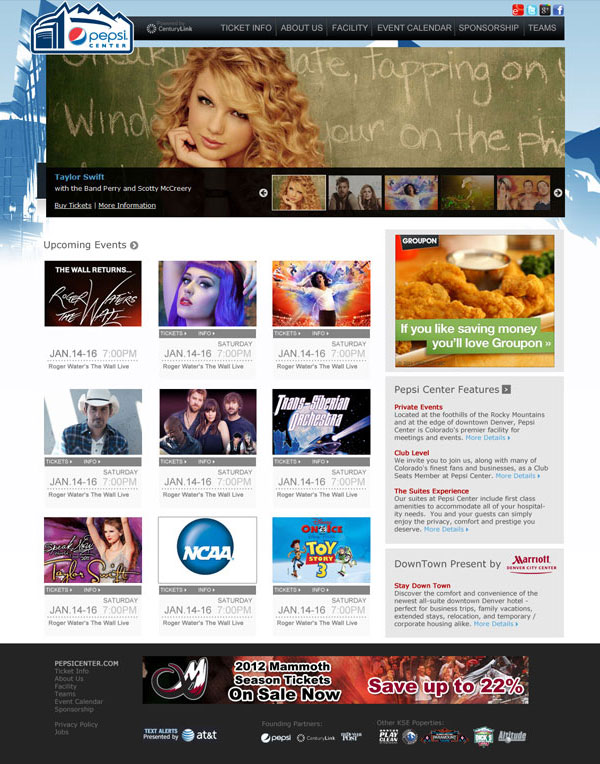 pepsi
CENTER
Powered by
CenturyLink
TICKET INFO | ABOUT US | FACILITY | EVENT CALENDAR | SPONSORSHIP | TEAMS
Taylor Swift
with the Band Perry and Scotty McCreery
Buy Tickets | More Information
Upcoming Events
THE WALL RETURNS...
ROGER WATERS
THE WALL
JAN.14-16 7:00PM
Roger Water's The Wall Live
TICKETS INFO
SATURDAY
JAN.14-16 7:00PM
Roger Water's The Wall Live
TICKETS INFO
SATURDAY
JAN.14-16 7:00PM
Roger Water's The Wall Live
TICKETS INFO
SATURDAY
JAN.14-16 7:00PM
Roger Water's The Wall Live
TICKETS INFO
SATURDAY
JAN.14-16 7:00PM
Roger Water's The Wall Live
Trans-Siberian
Orchestra
TICKETS INFO
SATURDAY
JAN.14-16 7:00PM
Roger Water's The Wall Live
Speak Now
Taylor Swift
TICKETS INFO
SATURDAY
JAN.14-16 7:00PM
Roger Water's The Wall Live
NCAA
TICKETS INFO
SATURDAY
JAN.14-16 7:00PM
Roger Water's The Wall Live
Disney
ON ICE
TOY
STORY
3
TICKETS INFO
SATURDAY
JAN.14-16 7:00PM
Roger Water's The Wall Live
GROUPON
If you like saving money
you'll love Groupon »
Pepsi Center Features
Private Events
Located at the foothills of the Rocky Mountains
and at the edge of downtown Denver, Pepsi
Center is Colorado's premier facility for
meetings and events. More Details
Club Level
We invite you to join us, along with many of
Colorado's finest fans and businesses, as a Club
Seats Member at Pepsi Center. More Details
The Suites Experience
Our suites at Pepsi Center include first class
amenities to accommodate all of your hospital-
ity needs. You and your guests can simply
enjoy the privacy, comfort and prestige you
deserve. More Details
DownTown Present by
Marriott
DENVER CITY CENTER
Stay Down Town
Discover the comfort and convenience of the
newest all-suite downtown Denver hotel -
perfect for business trips, family vacations,
extended stays, relocation, and temporary /
corporate housing alike. More Details
PEPSICENTER.COM
Ticket Info
About Us
Facility
Teams
Event Calendar
Sponsorship
Privacy Policy
Jobs
2012 Mammoth
Season Tickets
On Sale Now
Save up to 22%
TEXT ALERTS
Presented by
at&t
Founding Partners:
pepsi
CenturyLink
Other KSE Poperties:
PLAY
CLEAN
PARAMOUNT
DICK'S
Altitude